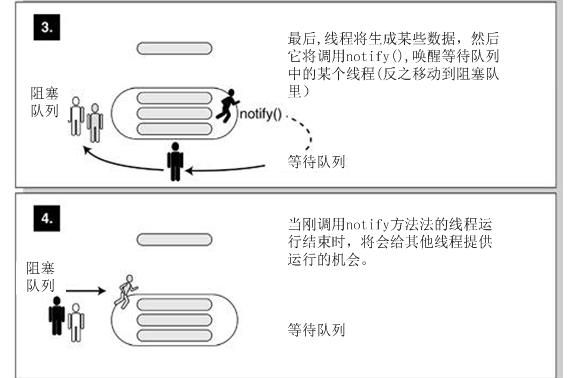 3.
最后,线程将生成某些数据，然后
它将调用notify(),唤醒等待队列
中的某个线程(反之移动到阻塞队
里）
阻塞
队列
notify()
等待队列
4.
当刚调用notify方法法的线程运
行结束时，将会给其他线程提供
运行的机会。
阻塞
队列
等待队列